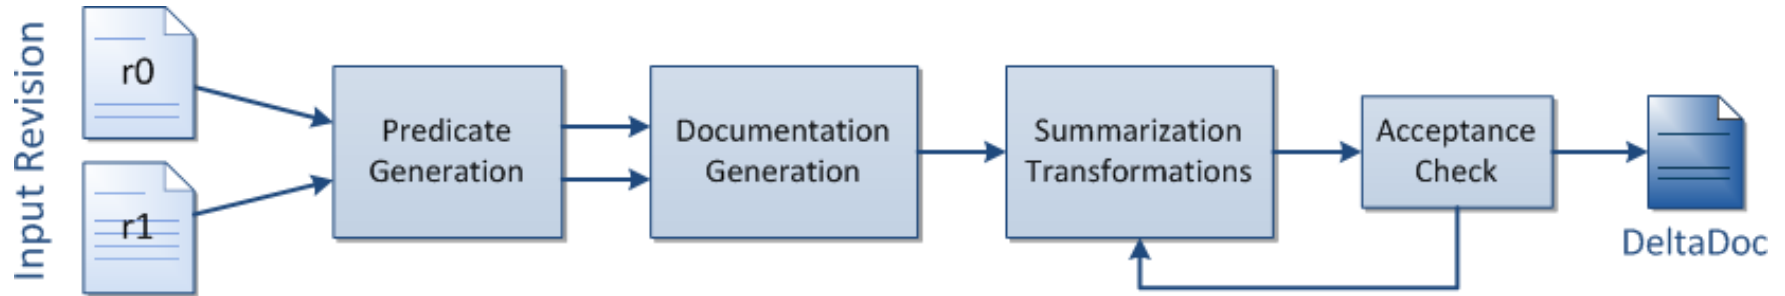 Input Revision
r0
r1
Predicate
Generation
Documentation
Generation
Summarization
Transformations
Acceptance
Check
DeltaDoc